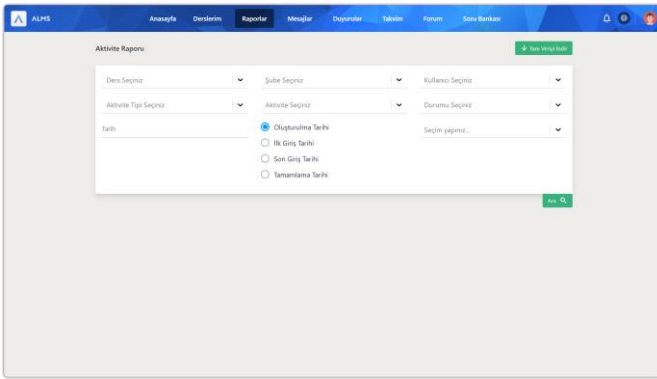 ALMS Anasayfa Derslerim Raporlar Mesajlar Duyurular Takvim Forum Soru Bankası
Aktivite Raporu Tüm Veriyi İndir
Ders Seçiniz Şube Seçiniz Kullanıcı Seçiniz
Aktivite Tipi Seçiniz Aktivite Seçiniz Durumu Seçiniz
Tarih Oluşturulma Tarihi Seçim yapınız...
İlk Giriş Tarihi
Son Giriş Tarihi
Tamamlama Tarihi
Ara